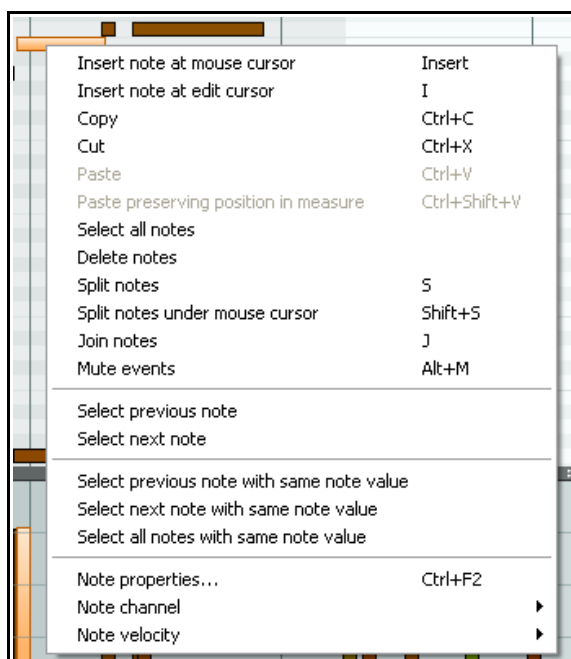 Insert note at mouse cursor Insert
Insert note at edit cursor I
Copy Ctrl+C
Cut Ctrl+X
Paste Ctrl+V
Paste preserving position in measure Ctrl+Shift+V
Select all notes
Delete notes
Split notes S
Split notes under mouse cursor Shift+S
Join notes J
Mute events Alt+M
Select previous note
Select next note
Select previous note with same note value
Select next note with same note value
Select all notes with same note value
Note properties... Ctrl+F2
Note channel
Note velocity